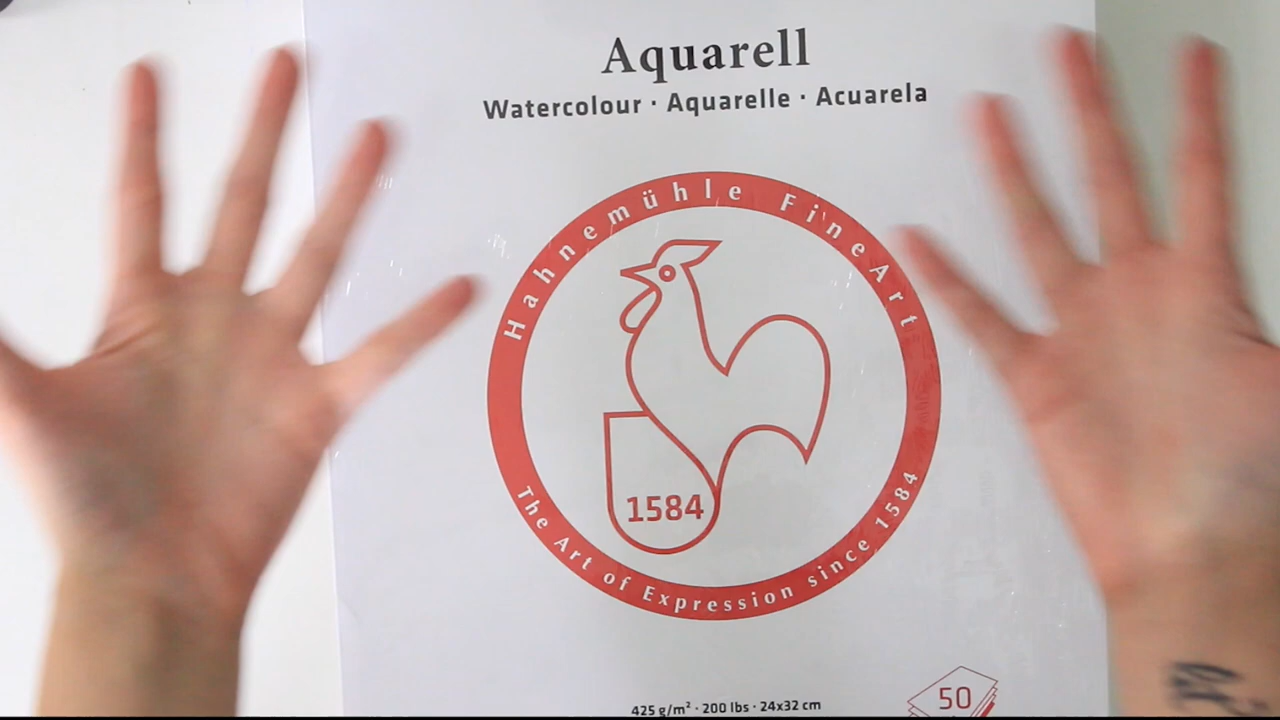 Aquarell
Watercolour · Aquarelle · Acuarela
Hahnemühle FineArt
1584
The Art of Expression since 1584
425 g/m² · 200 lbs · 24x32 cm
50